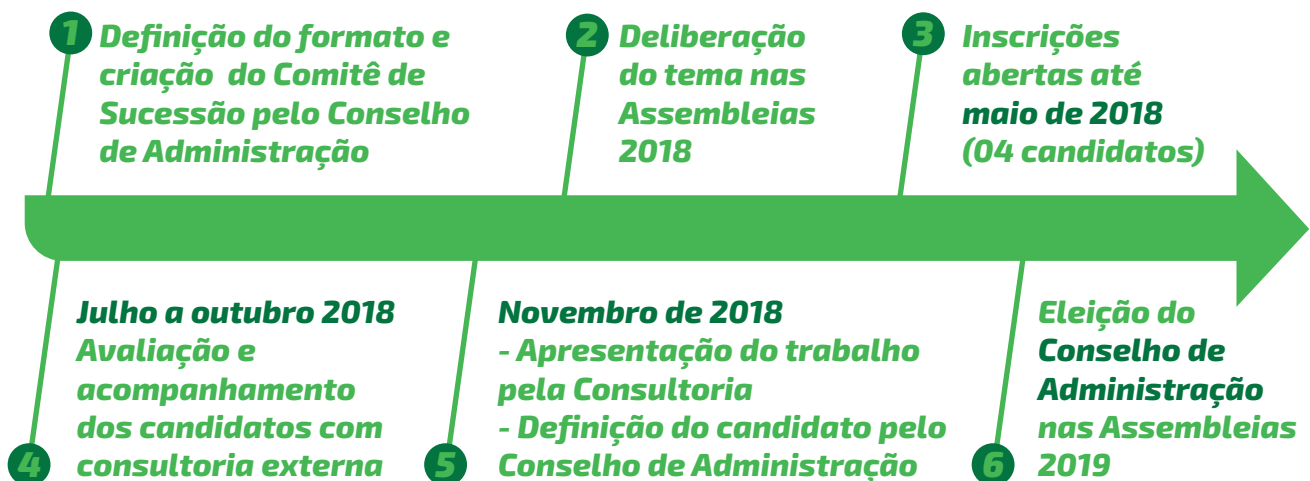 1
Definição do formato e
criação do Comitê de
Sucessão pelo Conselho
de Administração
2
Deliberação
do tema nas
Assembleias
2018
3
Inscrições
abertas até
maio de 2018
(04 candidatos)
4
Julho a outubro 2018
Avaliação e
acompanhamento
dos candidatos com
consultoria externa
5
Novembro de 2018
- Apresentação do trabalho
pela Consultoria
- Definição do candidato pelo
Conselho de Administração
6
Eleição do
Conselho de
Administração
nas Assembleias
2019